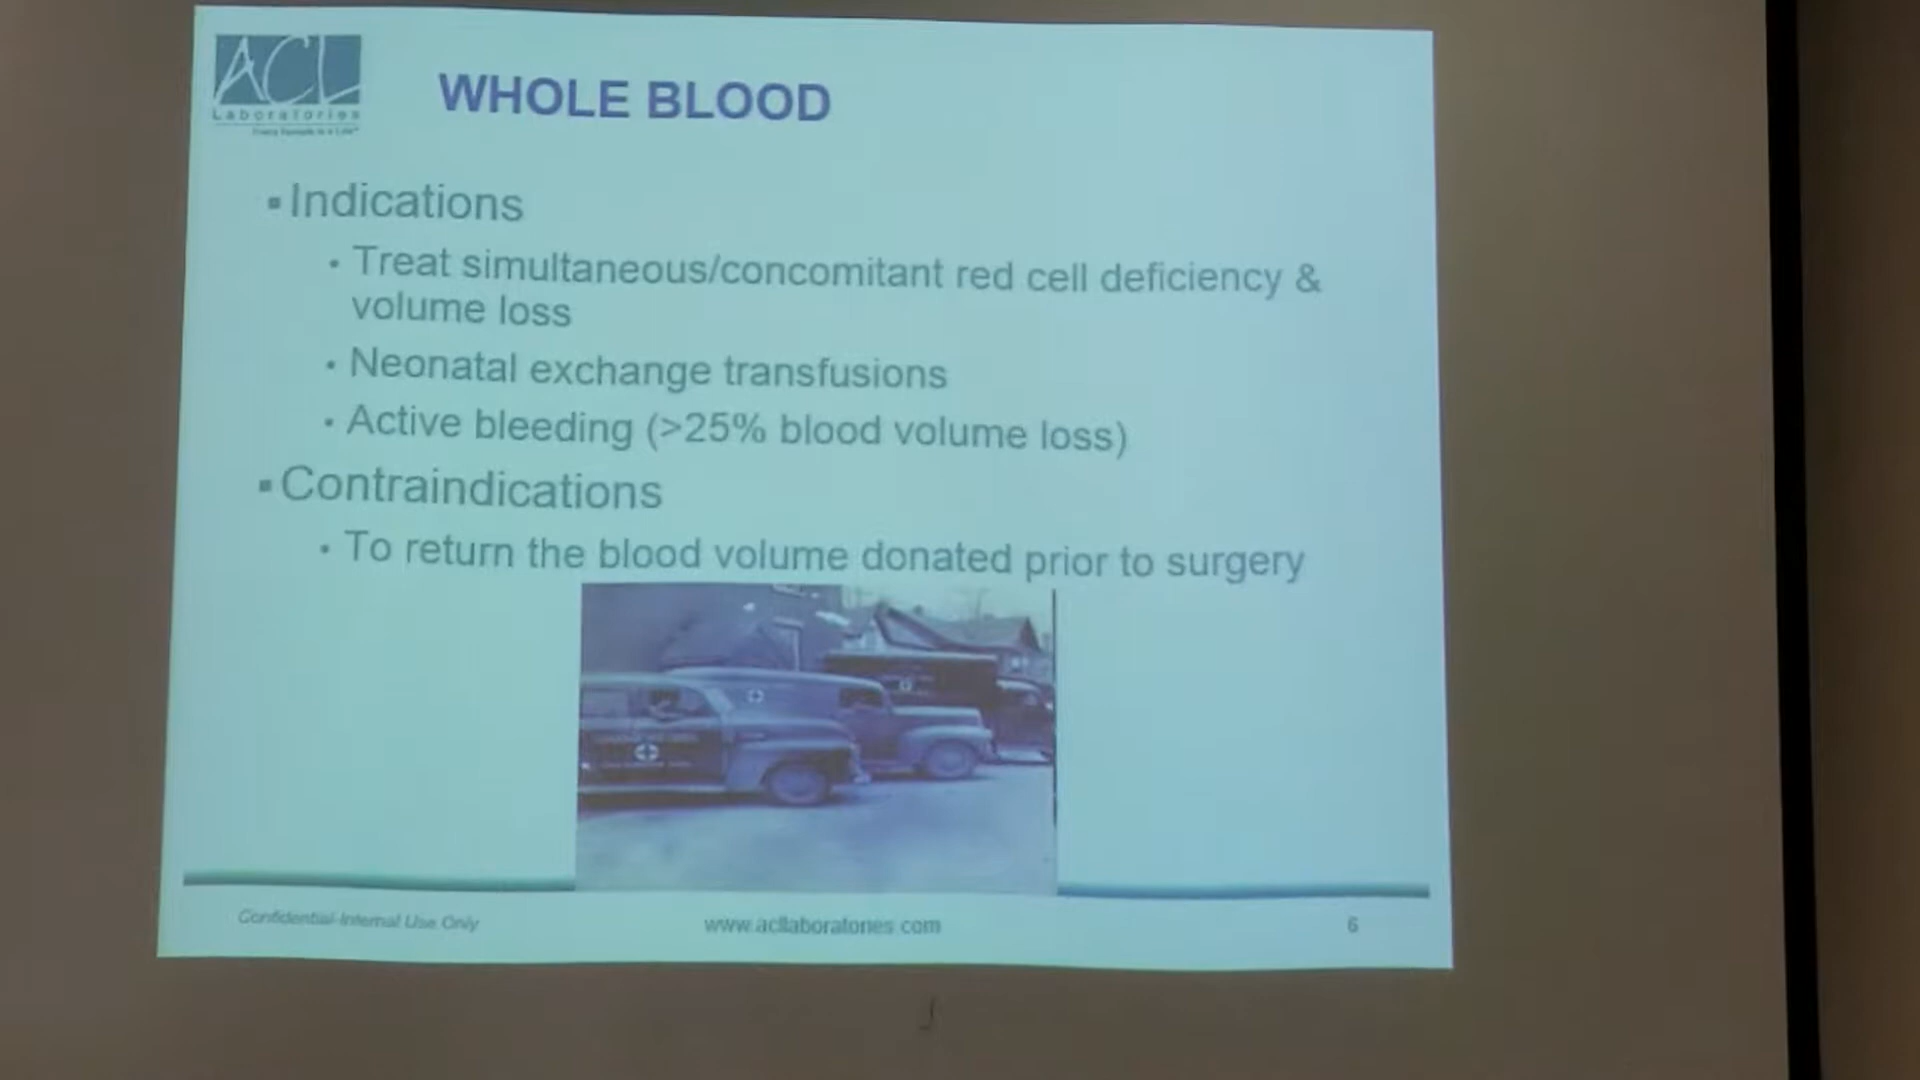 ACL
Laboratories
WHOLE BLOOD
▪ Indications
• Treat simultaneous/concomitant red cell deficiency &
volume loss
• Neonatal exchange transfusions
• Active bleeding (>25% blood volume loss)
▪ Contraindications
• To return the blood volume donated prior to surgery
Confidential-Internal Use Only
www.acllaboratories.com
6